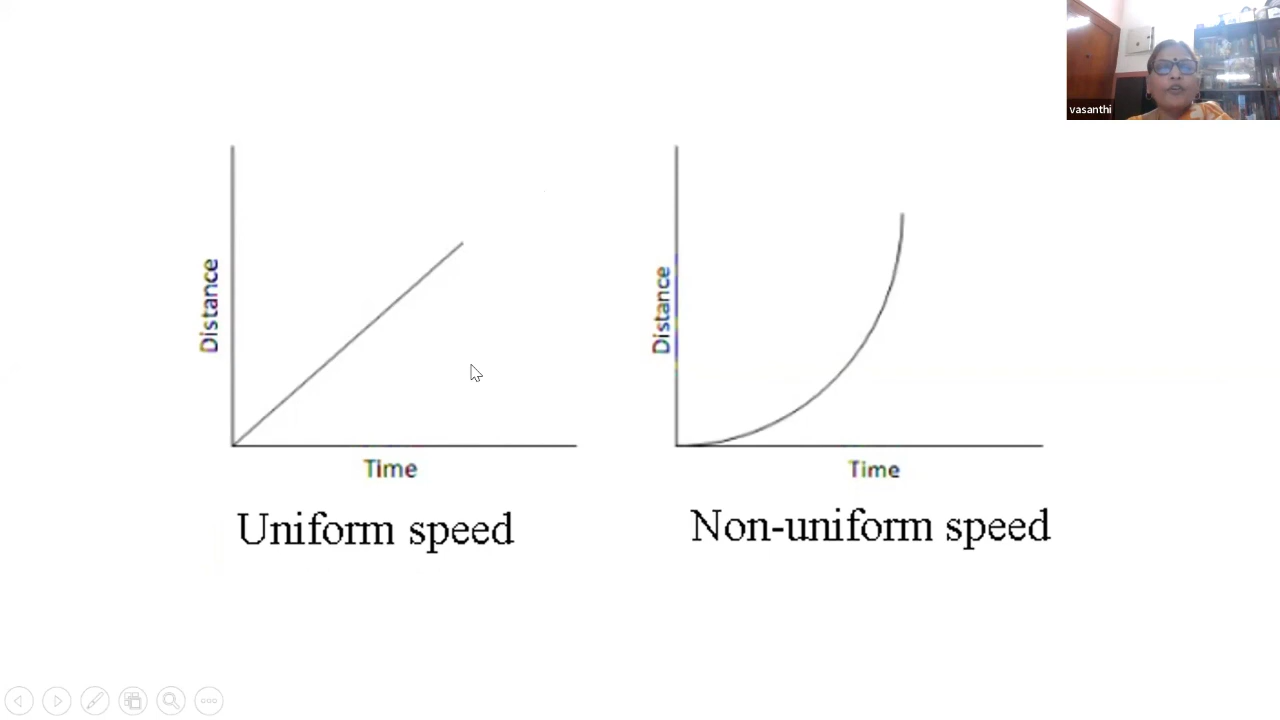 vasanthi
Distance
Time
Uniform speed
Distance
Time
Non-uniform speed